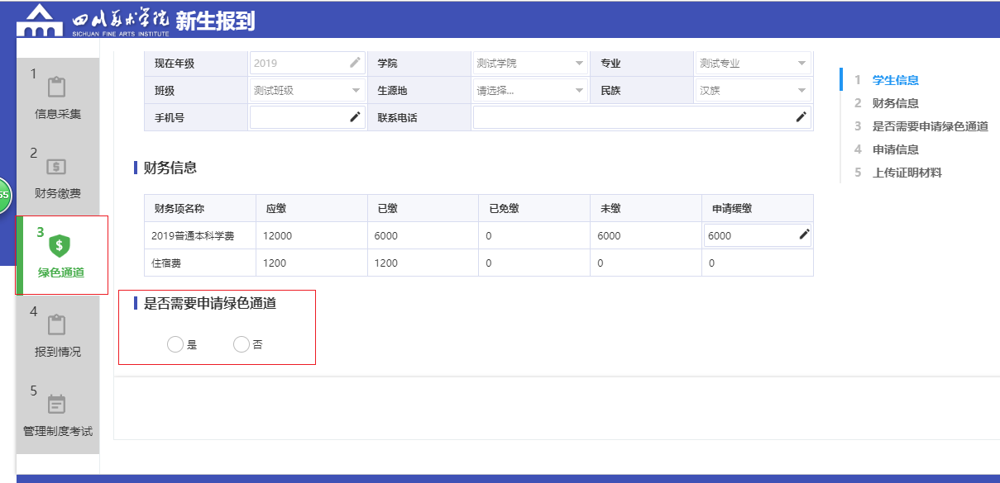 四川美术学院 新生报到
SICHUAN FINE ARTS INSTITUTE
1
信息采集
2
财务缴费
55
3
绿色通道
4
报到情况
5
管理制度考试
现在年级 2019 学院 测试学院 专业 测试专业
班级 测试班级 生源地 请选择... 民族 汉族
手机号 联系电话
财务信息
财务项名称 应缴 已缴 已免缴 未缴 申请缓缴
2019普通本科学费 12000 6000 0 6000 6000
住宿费 1200 1200 0 0 0
是否需要申请绿色通道
是 否
1 学生信息
2 财务信息
3 是否需要申请绿色通道
4 申请信息
5 上传证明材料